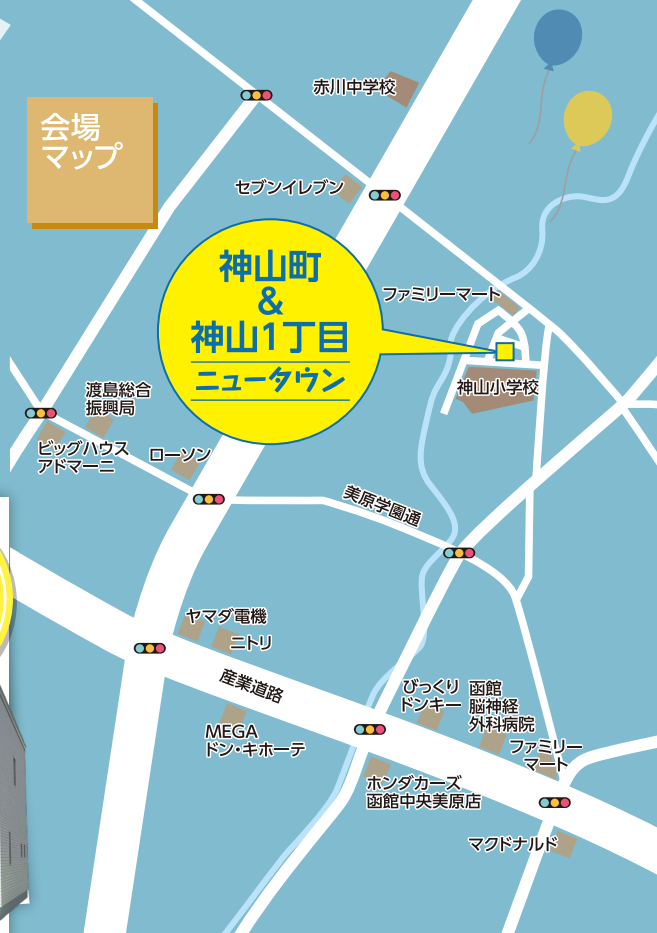 赤川中学校
会場
マップ
セブンイレブン
神山町
&
神山1丁目
ニュータウン
ファミリーマート
神山小学校
渡島総合
振興局
ビッグハウス
アドマーニ
ローソン
美原学園通
ヤマダ電機
ニトリ
産業道路
MEGA
ドン・キホーテ
びっくり
ドンキー
函館
脳神経
外科病院
ファミリー
マート
ホンダカーズ
函館中央美原店
マクドナルド